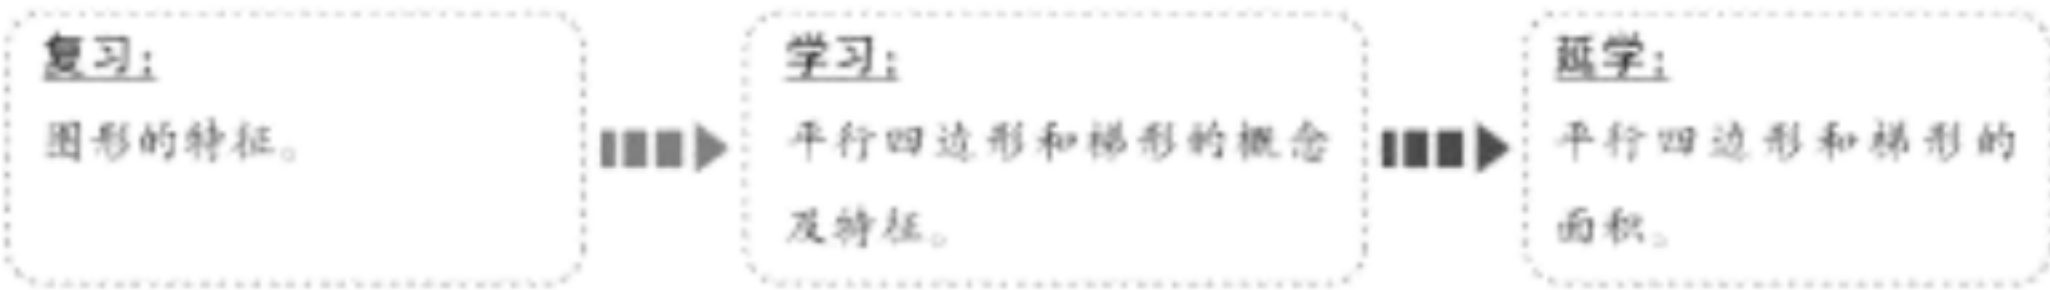 复习：
图形的特征。
学习：
平行四边形和梯形的概念
及特征。
延学：
平行四边形和梯形的
面积。